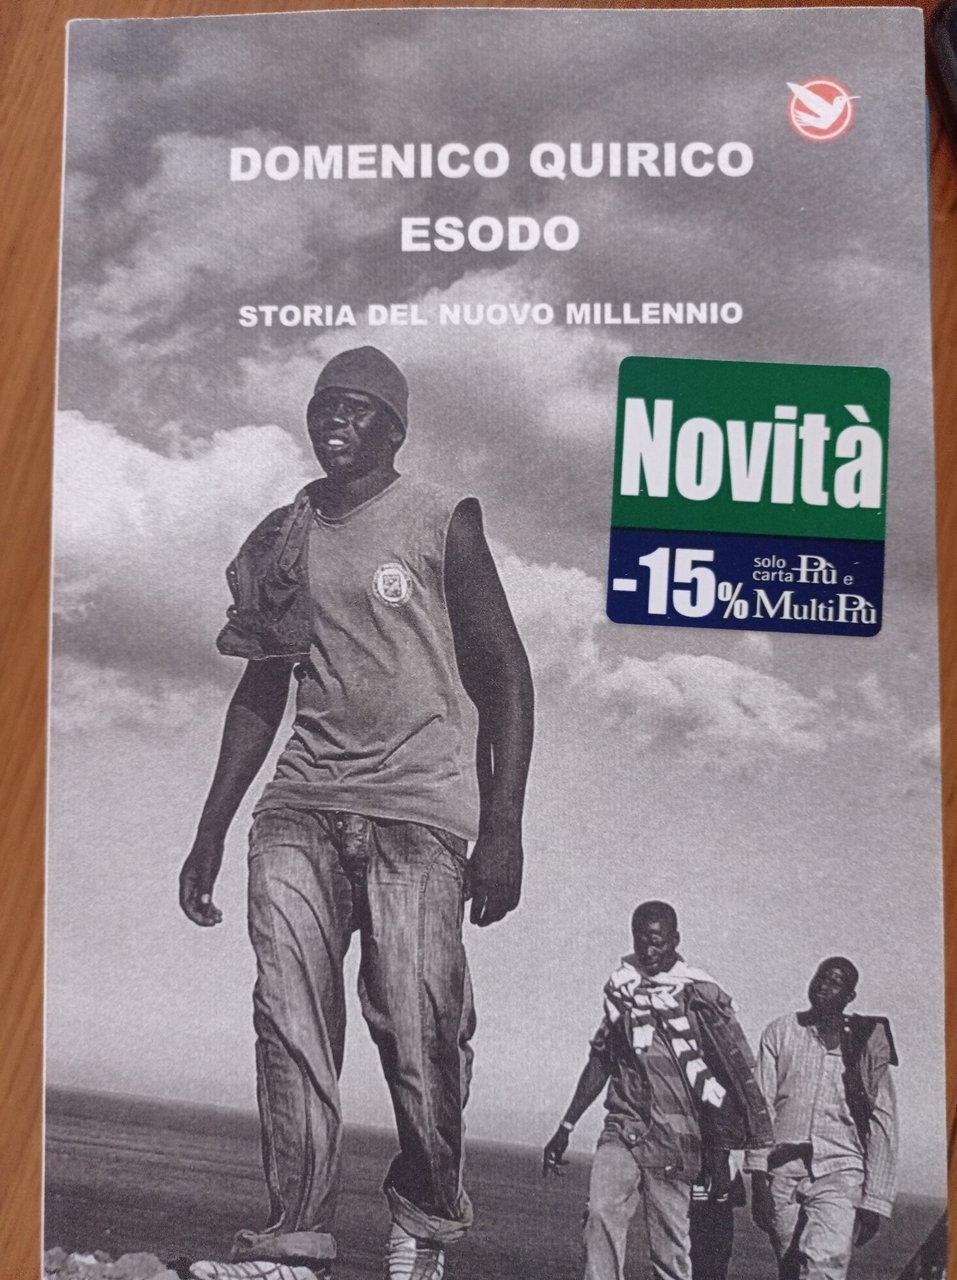 DOMENICO QUIRICO
ESODO
STORIA DEL NUOVO MILLENNIO
Novità
-15%
solo
carta Più e
MultiPiù